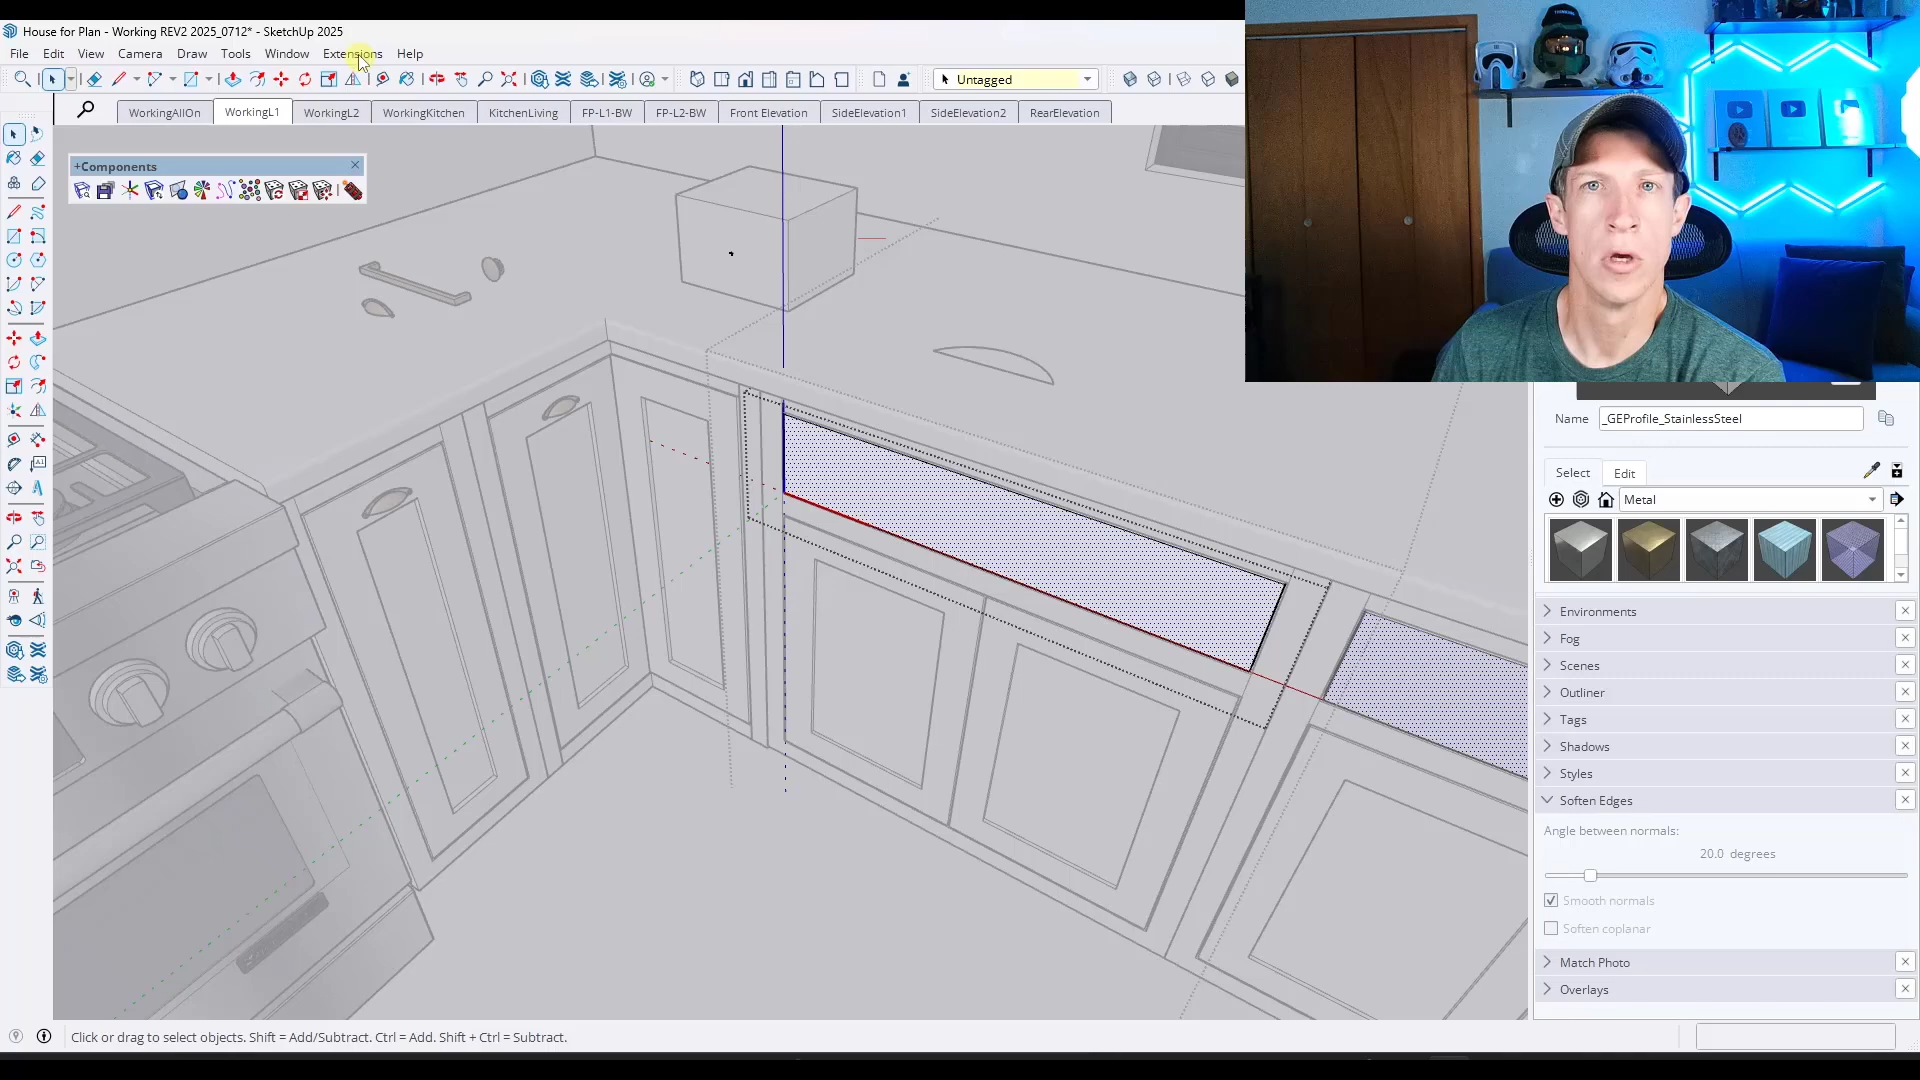 House for Plan - Working REV2 2025_0712* - SketchUp 2025
File Edit View Camera Draw Tools Window Extensions Help
Untagged
WorkingAllOn WorkingL1 WorkingL2 WorkingKitchen KitchenLiving FP-L1-BW FP-L2-BW Front Elevation SideElevation1 SideElevation2 RearElevation
+Components
Name _GEProfile_StainlessSteel
Select Edit
Metal
Environments
Fog
Scenes
Outliner
Tags
Shadows
Styles
Soften Edges
Angle between normals:
20.0 degrees
Smooth normals
Soften coplanar
Match Photo
Overlays
Click or drag to select objects. Shift = Add/Subtract. Ctrl = Add. Shift + Ctrl = Subtract.